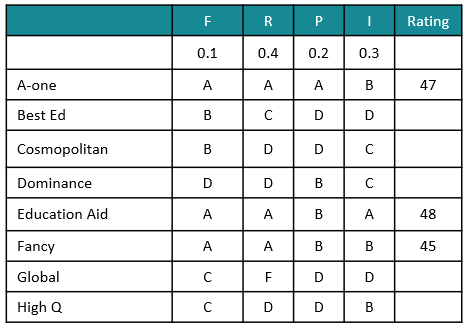 F R P I Rating
0.1 0.4 0.2 0.3
A-one A A A B 47
Best Ed B C D D
Cosmopolitan B D D C
Dominance D D B C
Education Aid A A B A 48
Fancy A A B B 45
Global C F D D
High Q C D D B